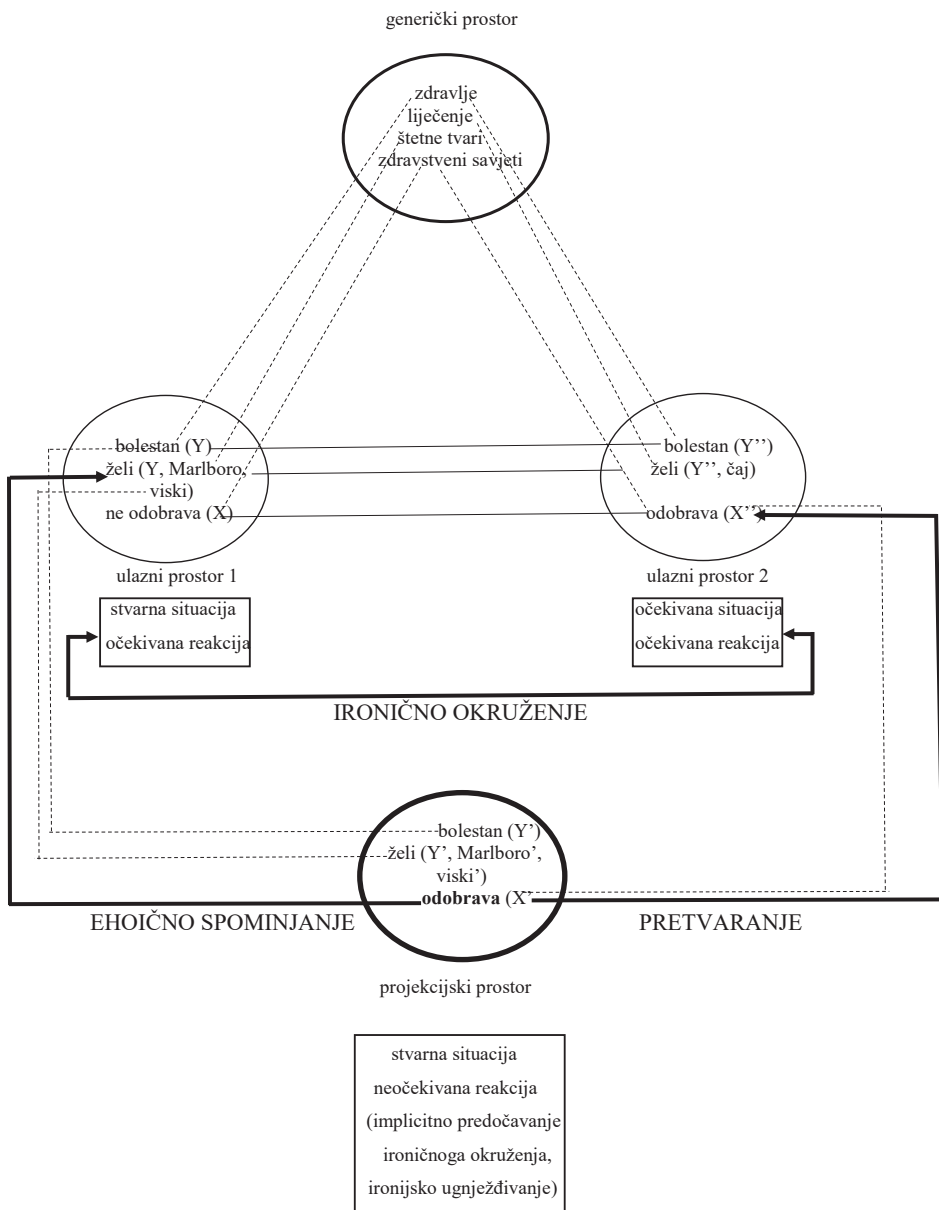 generički prostor
zdravlje
liječenje
štetne tvari
zdravstveni savjeti
bolestan (Y)
želi (Y, Marlboro,
viski)
ne odobrava (X)
bolestan (Y’’)
želi (Y’’, čaj)
odobrava (X’’)
ulazni prostor 1
ulazni prostor 2
stvarna situacija
očekivana reakcija
očekivana situacija
očekivana reakcija
IRONIČNO OKRUŽENJE
bolestan (Y’)
želi (Y’, Marlboro’,
viski’)
odobrava (X’
EHOIČNO SPOMINJANJE
PRETVARANJE
projekcijski prostor
stvarna situacija
neočekivana reakcija
(implicitno predočavanje
ironičnoga okruženja,
ironijsko ugnježđivanje)